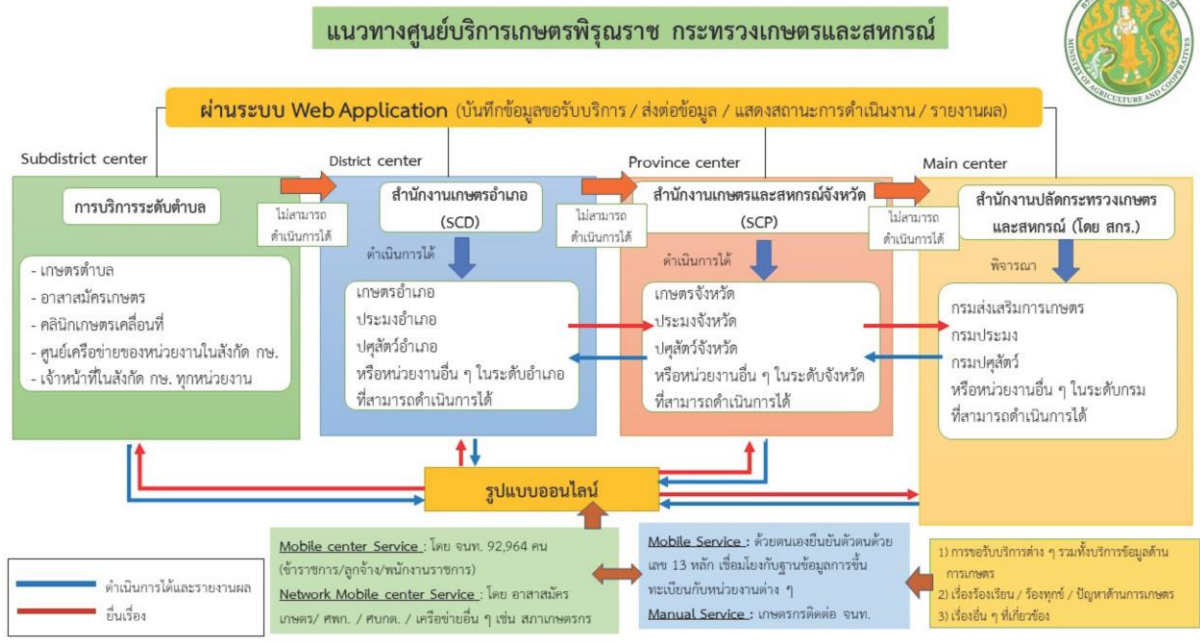 แนวทางศูนย์บริการเกษตรพิรุณราช กระทรวงเกษตรและสหกรณ์
MINISTRY OF AGRICULTURE AND COOPERATIVES
ผ่านระบบ Web Application (บันทึกข้อมูลขอรับบริการ / ส่งต่อข้อมูล / แสดงสถานะการดำเนินงาน / รายงานผล)
Subdistrict center
การบริการระดับตำบล
- เกษตรตำบล
- อาสาสมัครเกษตร
- คลินิกเกษตรเคลื่อนที่
- ศูนย์เครือข่ายของหน่วยงานในสังกัด กษ.
- เจ้าหน้าที่ในสังกัด กษ. ทุกหน่วยงาน
ไม่สามารถ
ดำเนินการได้
District center
สำนักงานเกษตรอำเภอ
(SCD)
ดำเนินการได้
เกษตรอำเภอ
ประมงอำเภอ
ปศุสัตว์อำเภอ
หรือหน่วยงานอื่น ๆ ในระดับอำเภอ
ที่สามารถดำเนินการได้
ไม่สามารถ
ดำเนินการได้
Province center
สำนักงานเกษตรและสหกรณ์จังหวัด
(SCP)
ดำเนินการได้
เกษตรจังหวัด
ประมงจังหวัด
ปศุสัตว์จังหวัด
หรือหน่วยงานอื่น ๆ ในระดับจังหวัด
ที่สามารถดำเนินการได้
ไม่สามารถ
ดำเนินการได้
Main center
สำนักงานปลัดกระทรวงเกษตร
และสหกรณ์ (โดย สกร.)
พิจารณา
กรมส่งเสริมการเกษตร
กรมประมง
กรมปศุสัตว์
หรือหน่วยงานอื่น ๆ ในระดับกรม
ที่สามารถดำเนินการได้
รูปแบบออนไลน์
ดำเนินการได้และรายงานผล
ยื่นเรื่อง
Mobile center Service : โดย จนท. 92,964 คน
(ข้าราชการ/ลูกจ้าง/พนักงานราชการ)
Network Mobile center Service : โดย อาสาสมัคร
เกษตร/ ศพก. / ศบกต. / เครือข่ายอื่น ๆ เช่น สภาเกษตรกร
Mobile Service : ด้วยตนเองยืนยันตัวตนด้วย
เลข 13 หลัก เชื่อมโยงกับฐานข้อมูลการขึ้น
ทะเบียนกับหน่วยงานต่าง ๆ
Manual Service : เกษตรกรติดต่อ จนท.
1) การขอรับบริการต่าง ๆ รวมทั้งบริการข้อมูลด้าน
การเกษตร
2) เรื่องร้องเรียน / ร้องทุกข์ / ปัญหาด้านการเกษตร
3) เรื่องอื่น ๆ ที่เกี่ยวข้อง